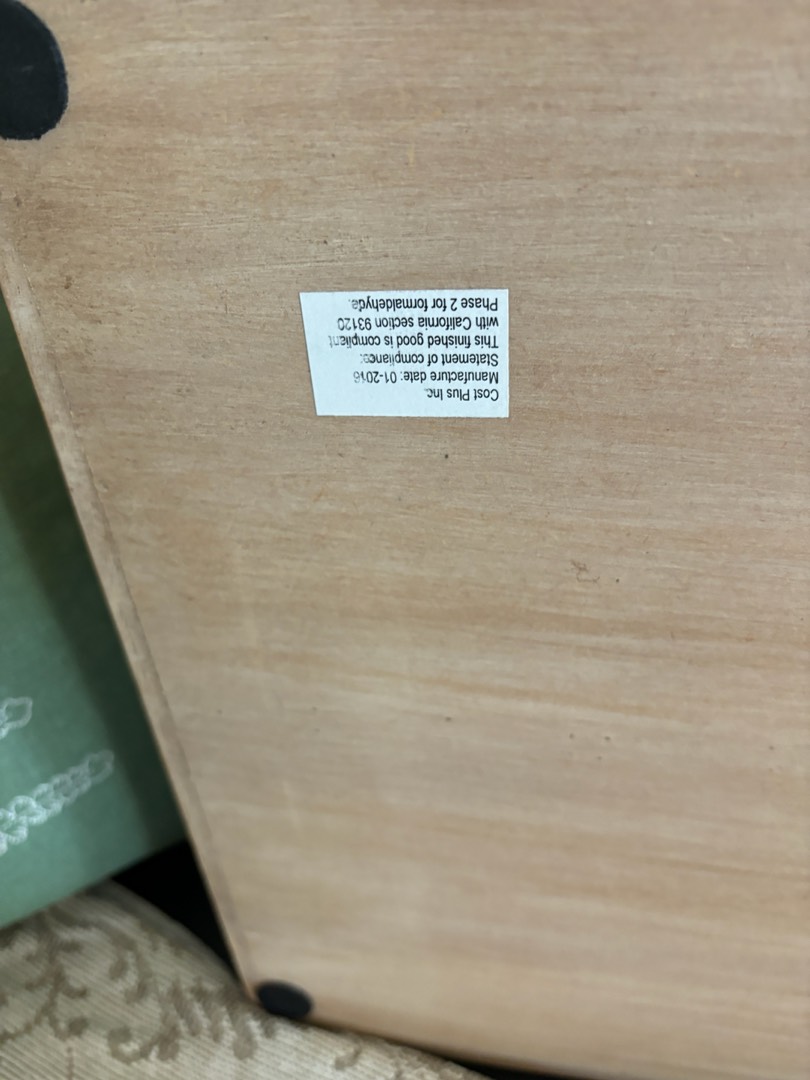 Cost Plus Inc.
Manufacture date: 01-2016
Statement of compliance:
This finished good is compliant
with California section 93120
Phase 2 for formaldehyde.